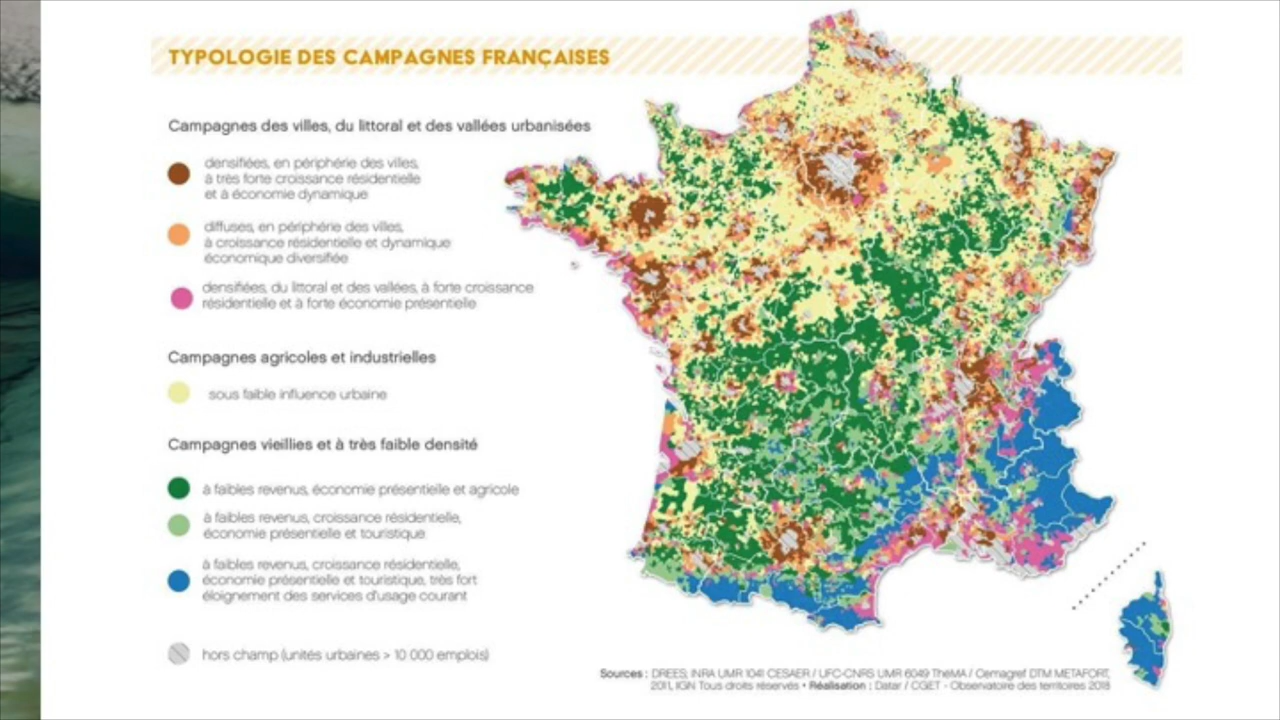 TYPOLOGIE DES CAMPAGNES FRANÇAISES
Campagnes des villes, du littoral et des vallées urbanisées
densifiées, en périphérie des villes,
à très forte croissance résidentielle
et à économie dynamique
diffuses, en périphérie des villes,
à croissance résidentielle et dynamique
économique diversifiée
densifiées, du littoral et des vallées, à forte croissance
résidentielle et à forte économie présentielle
Campagnes agricoles et industrielles
sous faible influence urbaine
Campagnes vieillies et à très faible densité
à faibles revenus, économie présentielle et agricole
à faibles revenus, croissance résidentielle,
économie présentielle et touristique
à faibles revenus, croissance résidentielle,
économie présentielle et touristique, très fort
éloignement des services d'usage courant
hors champ (unités urbaines > 10 000 emplois)
Sources : DREES; INRA UMR 1041 CESAER / UFC-CNRS UMR 6049 ThéMA / Cemagref DTM METAFORT,
2011, IGN Tous droits réservés • Réalisation : Datar / CGET - Observatoire des territoires 2018